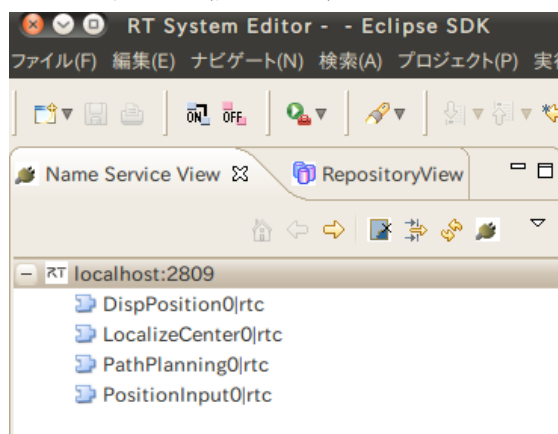 RT System Editor - - Eclipse SDK
ファイル(F) 編集(E) ナビゲート(N) 検索(A) プロジェクト(P)
ON OFF
Name Service View RepositoryView
RT localhost:2809
DispPosition0|rtc
LocalizeCenter0|rtc
PathPlanning0|rtc
PositionInput0|rtc